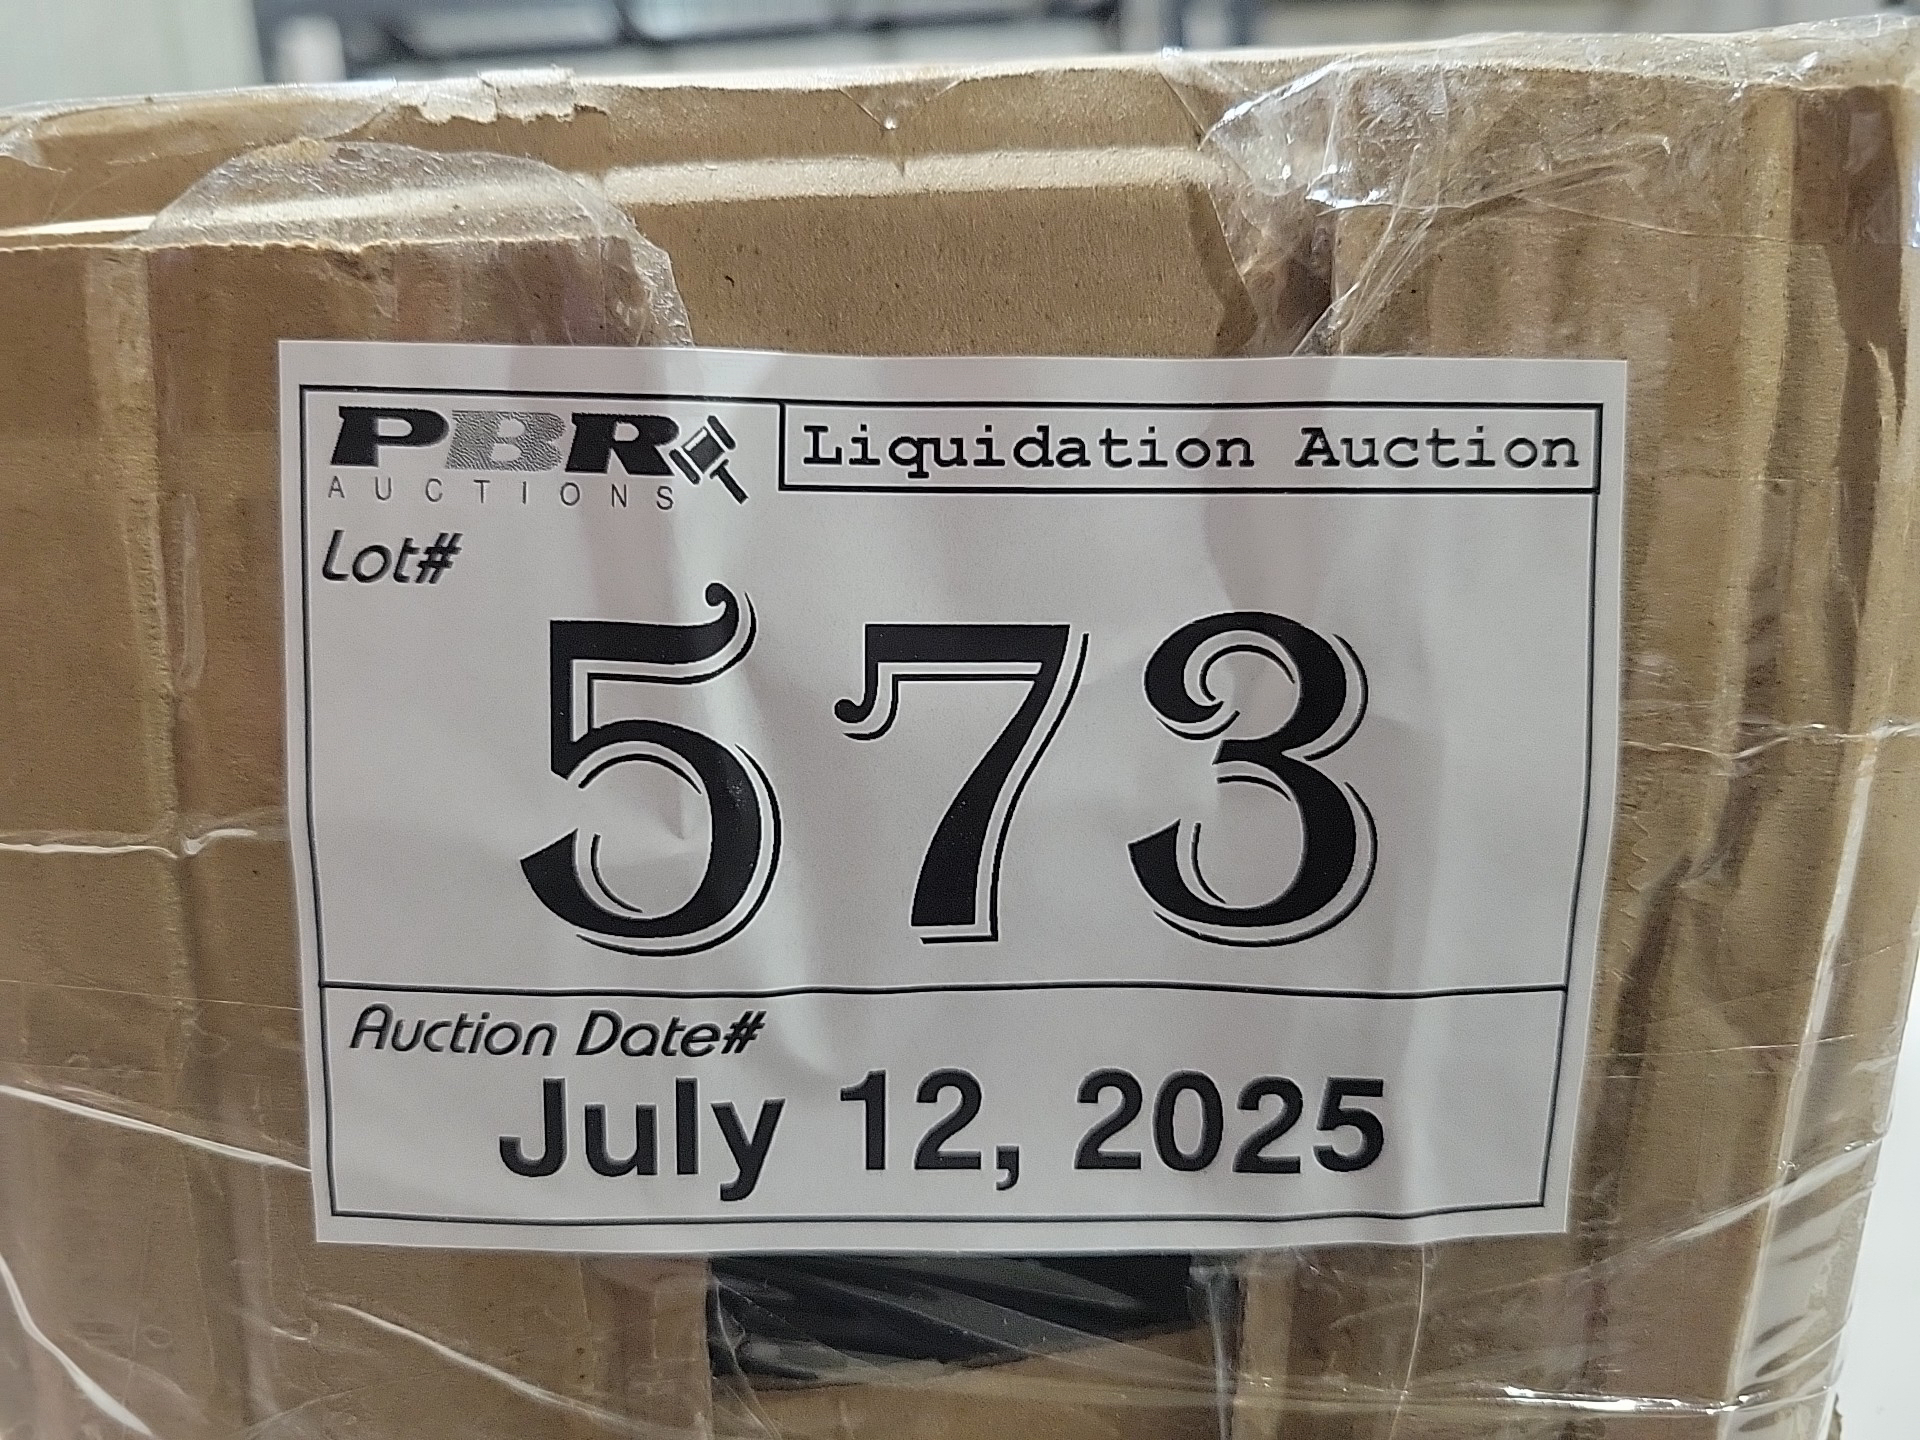 PBR
AUCTIONS
Liquidation Auction
Lot#
573
Auction Date#
July 12, 2025